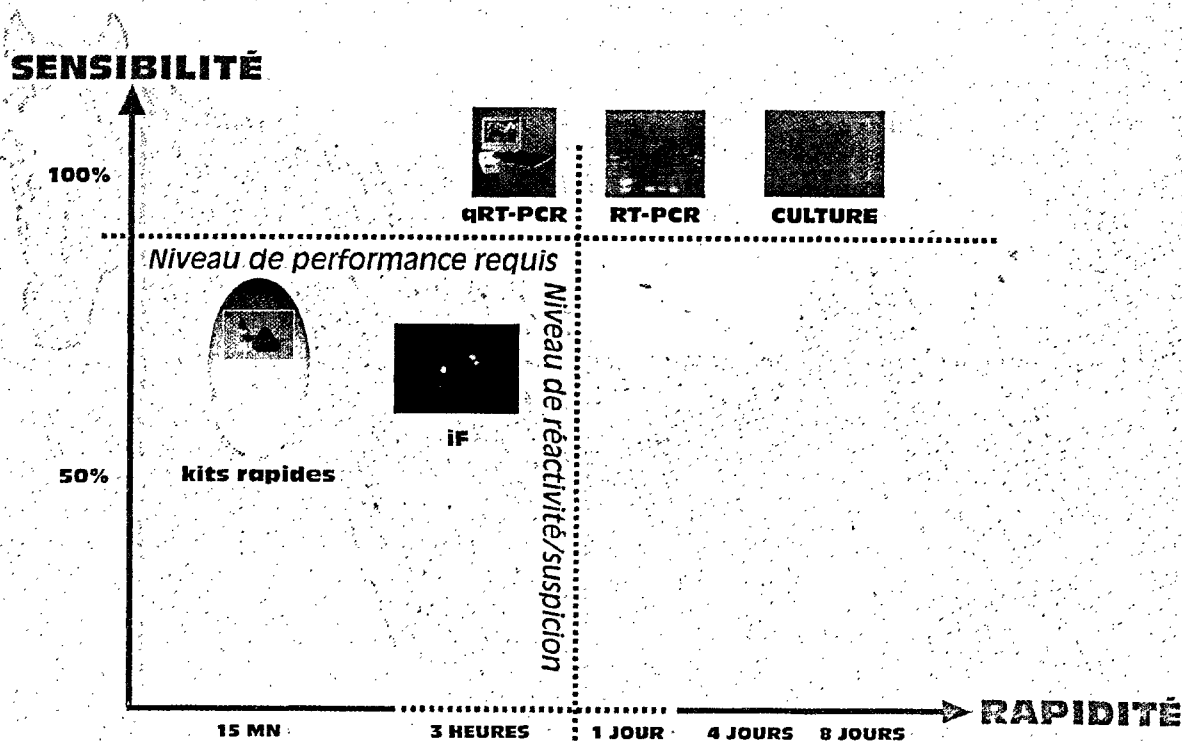 SENSIBILITÉ
100%
qRT-PCR
RT-PCR
CULTURE
Niveau de performance requis
Niveau de réactivité/suspicion
iF
50%
kits rapides
15 MN
3 HEURES
1 JOUR
4 JOURS
8 JOURS
RAPIDITÉ